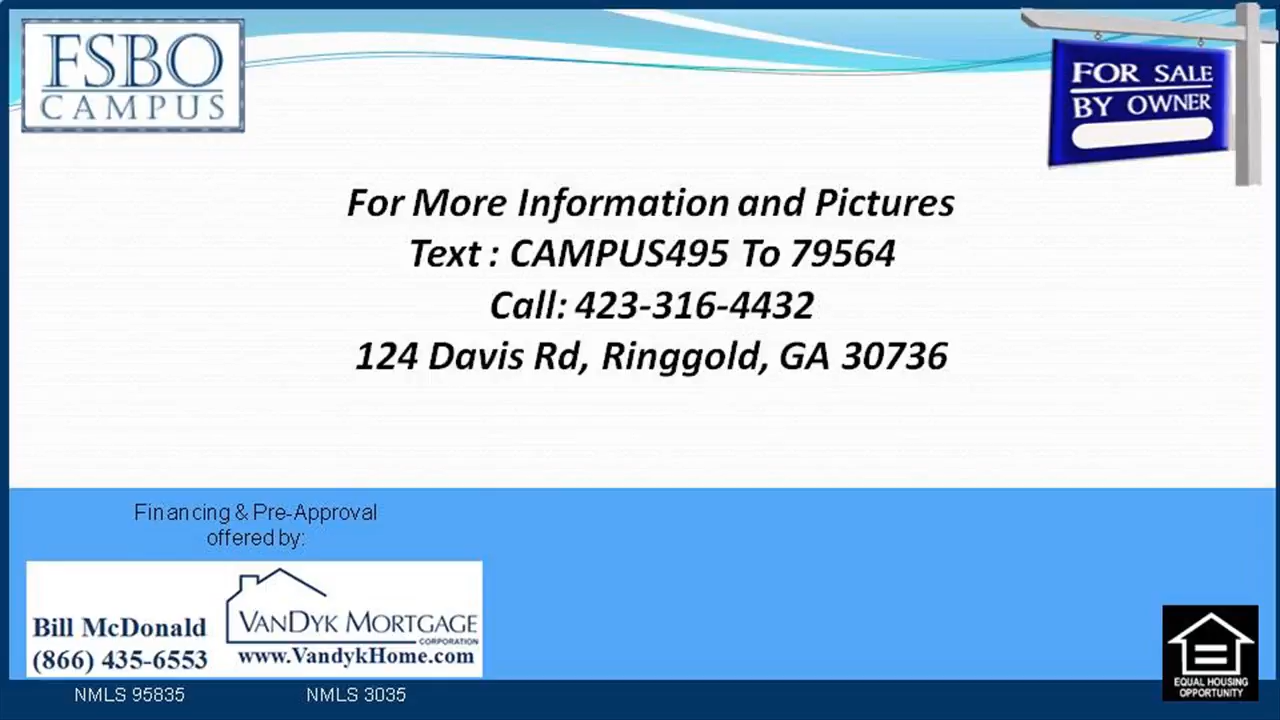 FSBO
CAMPUS
FOR SALE
BY OWNER
For More Information and Pictures
Text : CAMPUS495 To 79564
Call: 423-316-4432
124 Davis Rd, Ringgold, GA 30736
Financing & Pre-Approval
offered by:
Bill McDonald
(866) 435-6553
VANDYK MORTGAGE
CORPORATION
www.VandykHome.com
NMLS 95835
NMLS 3035
EQUAL HOUSING
OPPORTUNITY